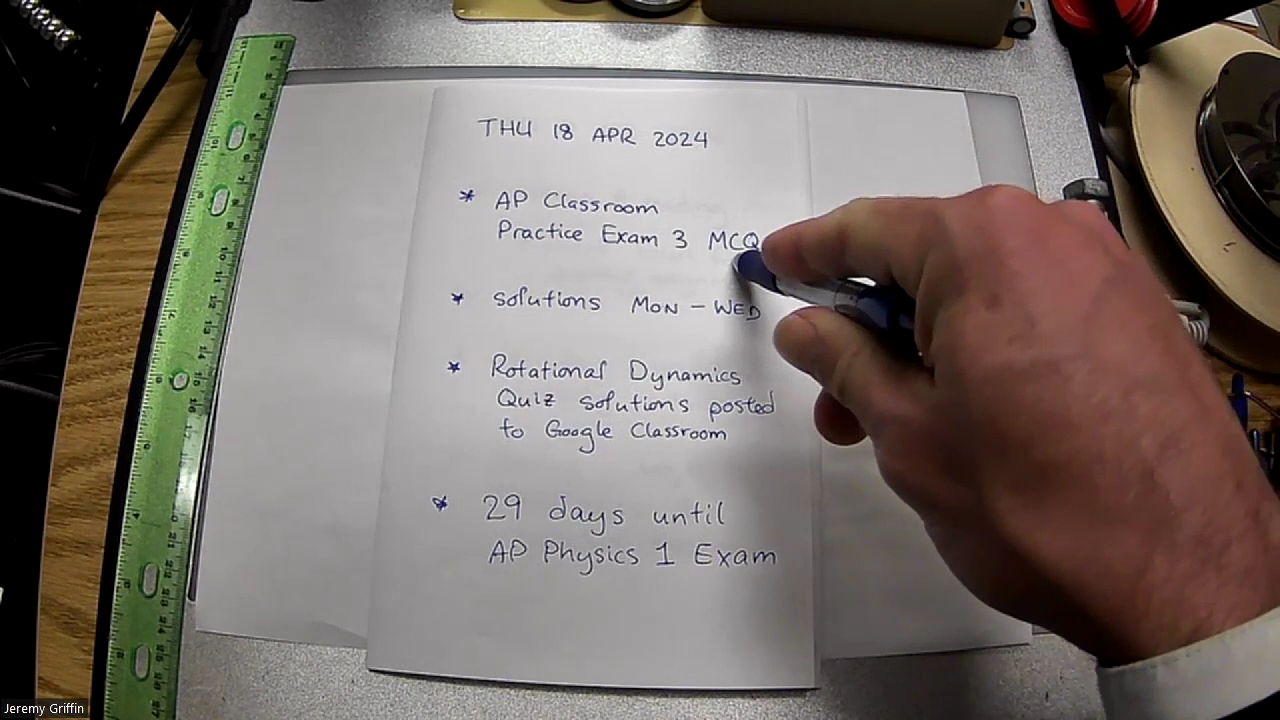 THU 18 APR 2024
* AP Classroom
Practice Exam 3 MCQ
* Solutions MON - WED
* Rotational Dynamics
Quiz solutions posted
to Google Classroom
* 29 days until
AP Physics 1 Exam
Jeremy Griffin